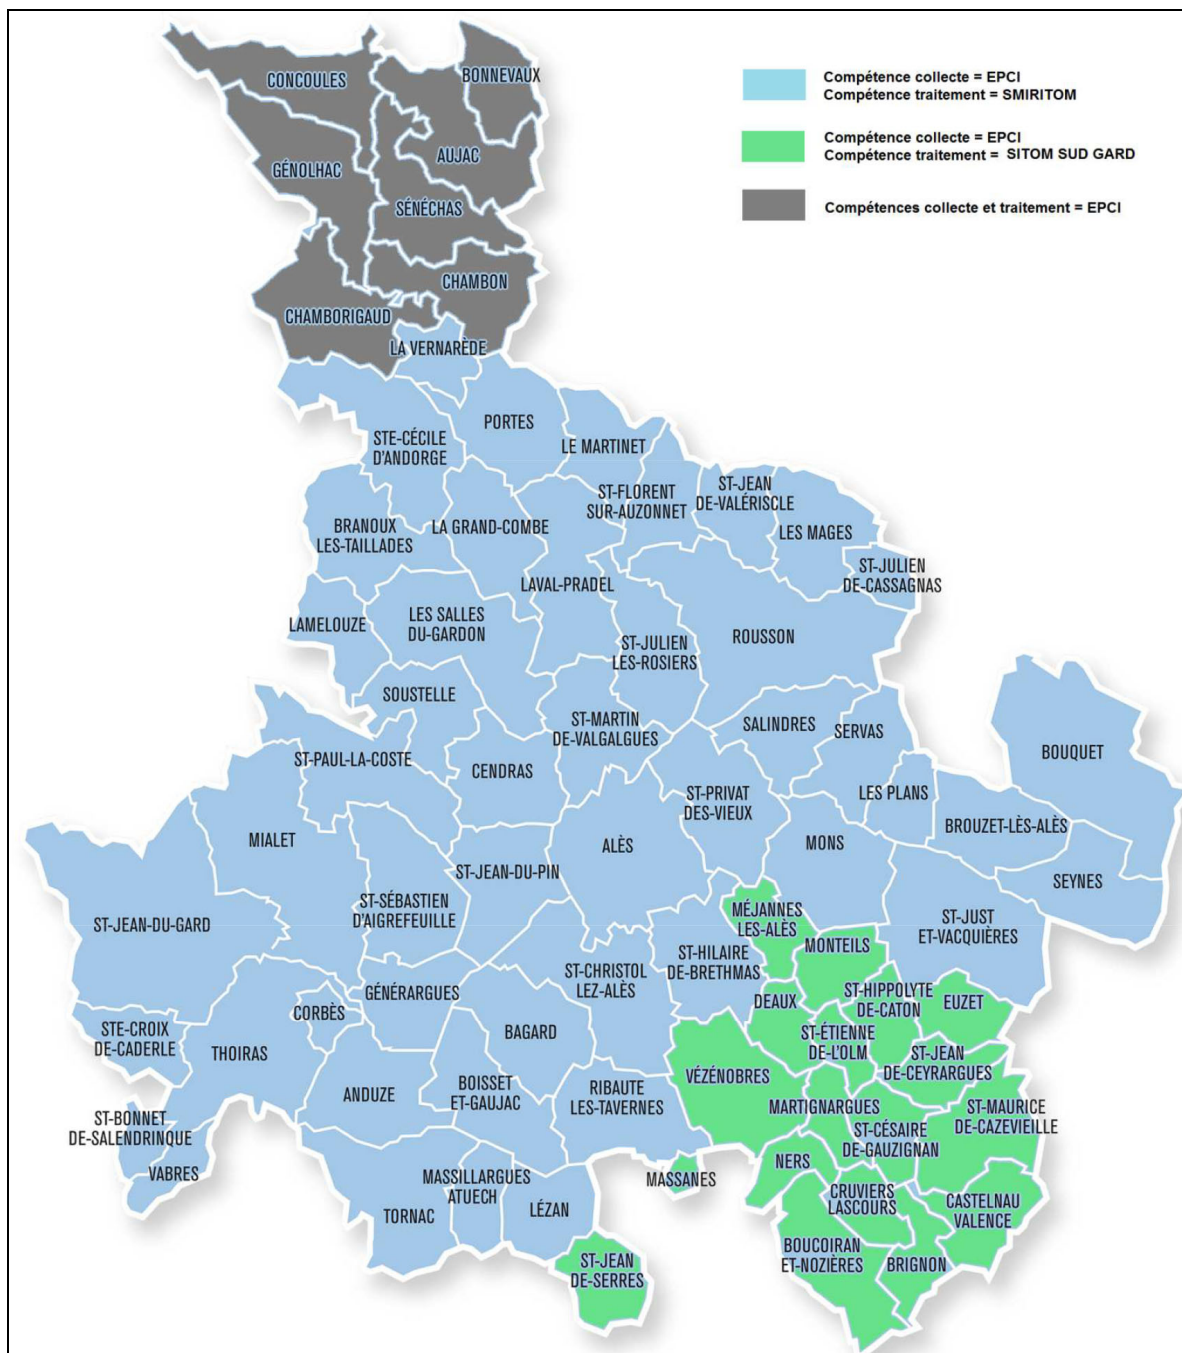 Compétence collecte = EPCI
Compétence traitement = SMIRITOM
Compétence collecte = EPCI
Compétence traitement = SITOM SUD GARD
Compétences collecte et traitement = EPCI
CONCOULES
BONNEVAUX
GÉNOLHAC
AUJAC
SÉNÉCHAS
CHAMBON
CHAMBORIGAUD
LA VERNARÈDE
PORTES
STE-CÉCILE
D'ANDORGE
LE MARTINET
ST-FLORENT
SUR-AUZONNET
ST-JEAN
DE-VALÉRISCLE
BRANOUX
LES-TAILLADES
LA GRAND-COMBE
LES MAGES
ST-JULIEN
DE-CASSAGNAS
LAVAL-PRADEL
LAMELOUZE
LES SALLES
DU-GARDON
ST-JULIEN
LES-ROSIERS
ROUSSON
SOUSTELLE
ST-MARTIN
DE-VALGALGUES
SALINDRES
SERVAS
BOUQUET
ST-PAUL-LA-COSTE
CENDRAS
ST-PRIVAT
DES-VIEUX
LES PLANS
BROUZET-LÈS-ALÈS
MIALET
ALÈS
MONS
ST-JEAN-DU-PIN
SEYNES
ST-SÉBASTIEN
D'AIGREFEUILLE
ST-JEAN-DU-GARD
MÉJANNES
LES-ALÈS
ST-JUST
ET-VACQUIÈRES
MONTEILS
ST-HILAIRE
DE-BRETHMAS
ST-CHRISTOL
LEZ-ALÈS
GÉNÉRARGUES
ST-HIPPOLYTE
DE-CATON
EUZET
DEAUX
CORBÈS
STE-CROIX
DE-CADERLE
THOIRAS
BAGARD
ST-ÉTIENNE
DE-L'OLM
ST-JEAN
DE-CEYRARGUES
VÉZÉNOBRES
ANDUZE
BOISSET
ET-GAUJAC
RIBAUTE
LES-TAVERNES
MARTIGNARGUES
ST-MAURICE
DE-CAZEVIEILLE
ST-BONNET
DE-SALENDRINQUE
ST-CÉSAIRE
DE-GAUZIGNAN
VABRES
NERS
MASSANES
MASSILLARGUES
ATUECH
CRUVIERS
LASCOURS
CASTELNAU
VALENCE
TORNAC
LÉZAN
BOUCOIRAN
ET-NOZIÈRES
BRIGNON
ST-JEAN
DE-SERRES